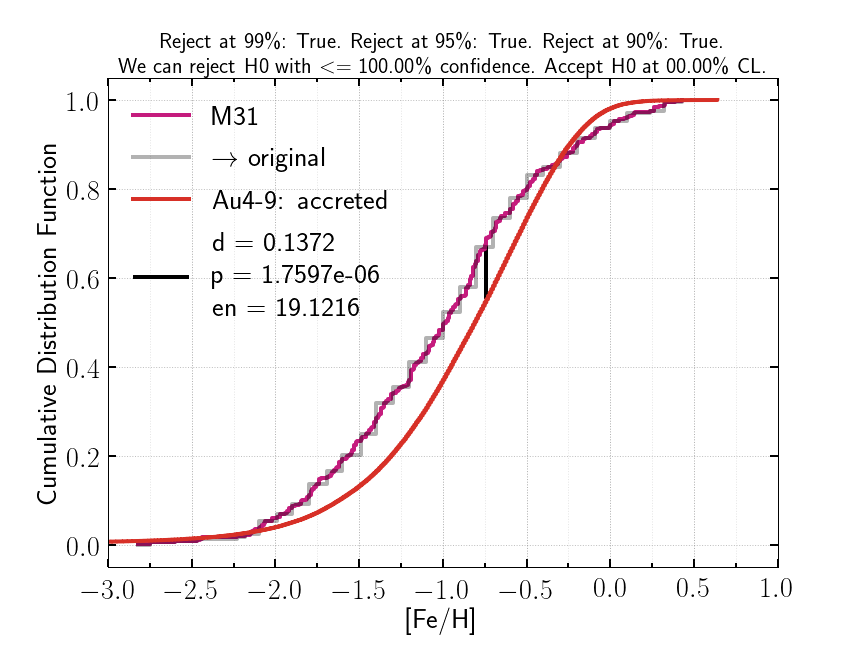 Reject at 99%: True. Reject at 95%: True. Reject at 90%: True.
We can reject H0 with <= 100.00% confidence. Accept H0 at 00.00% CL.
M31
→ original
Au4-9: accreted
d = 0.1372
p = 1.7597e-06
en = 19.1216
Cumulative Distribution Function
1.0
0.8
0.6
0.4
0.2
0.0
−3.0 −2.5 −2.0 −1.5 −1.0 −0.5 0.0 0.5 1.0
[Fe/H]